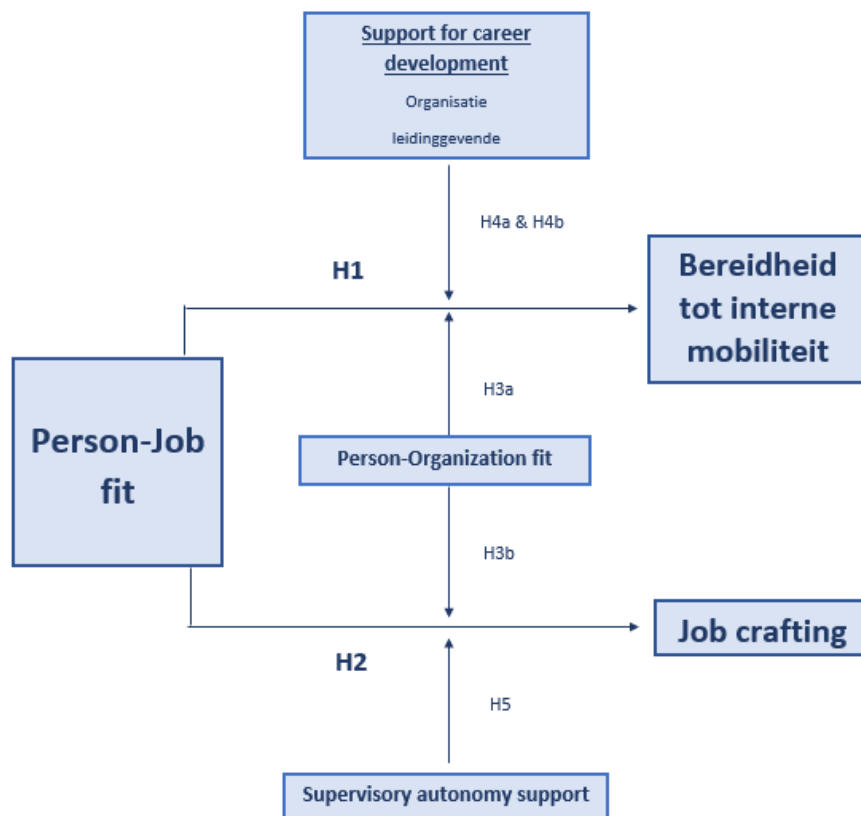 Support for career
development
Organisatie
leidinggevende
H4a & H4b
H1
Bereidheid
tot interne
mobiliteit
H3a
Person-Job
fit
Person-Organization fit
H3b
Job crafting
H2
H5
Supervisory autonomy support